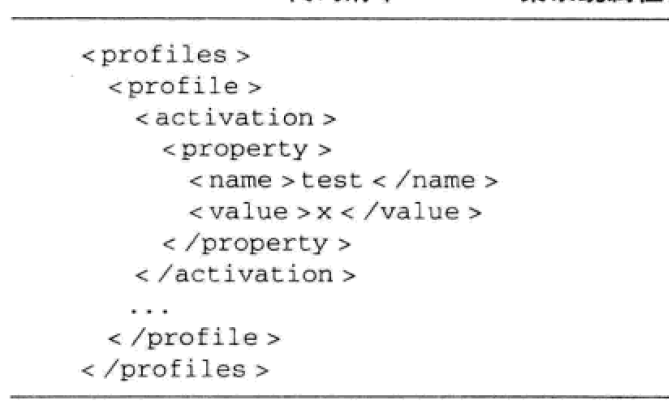 <profiles>
<profile>
<activation>
<property>
<name>test</name>
<value>x</value>
</property>
</activation>
...
</profile>
</profiles>